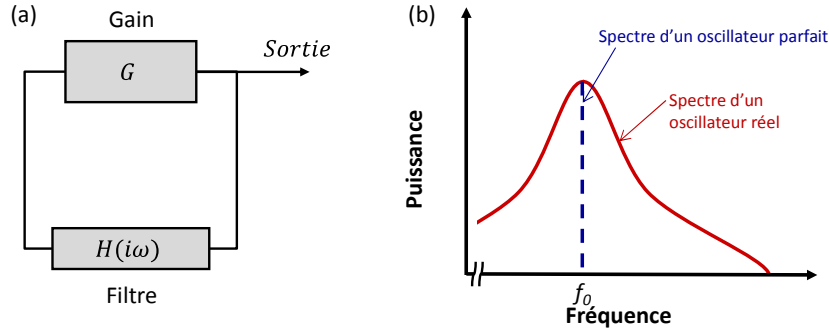 (a)
Gain
G
Sortie
H(iω)
Filtre
(b)
Spectre d'un oscillateur parfait
Spectre d'un
oscillateur réel
Puissance
f₀
Fréquence